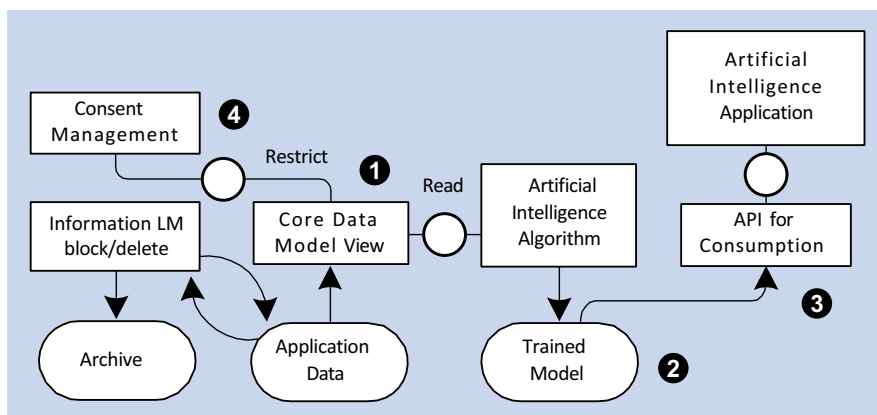 Artificial
Intelligence
Application
Consent
Management
4
Restrict
1
Read
Artificial
Intelligence
Algorithm
Information LM
block/delete
Core Data
Model View
API for
Consumption
3
Archive
Application
Data
Trained
Model
2